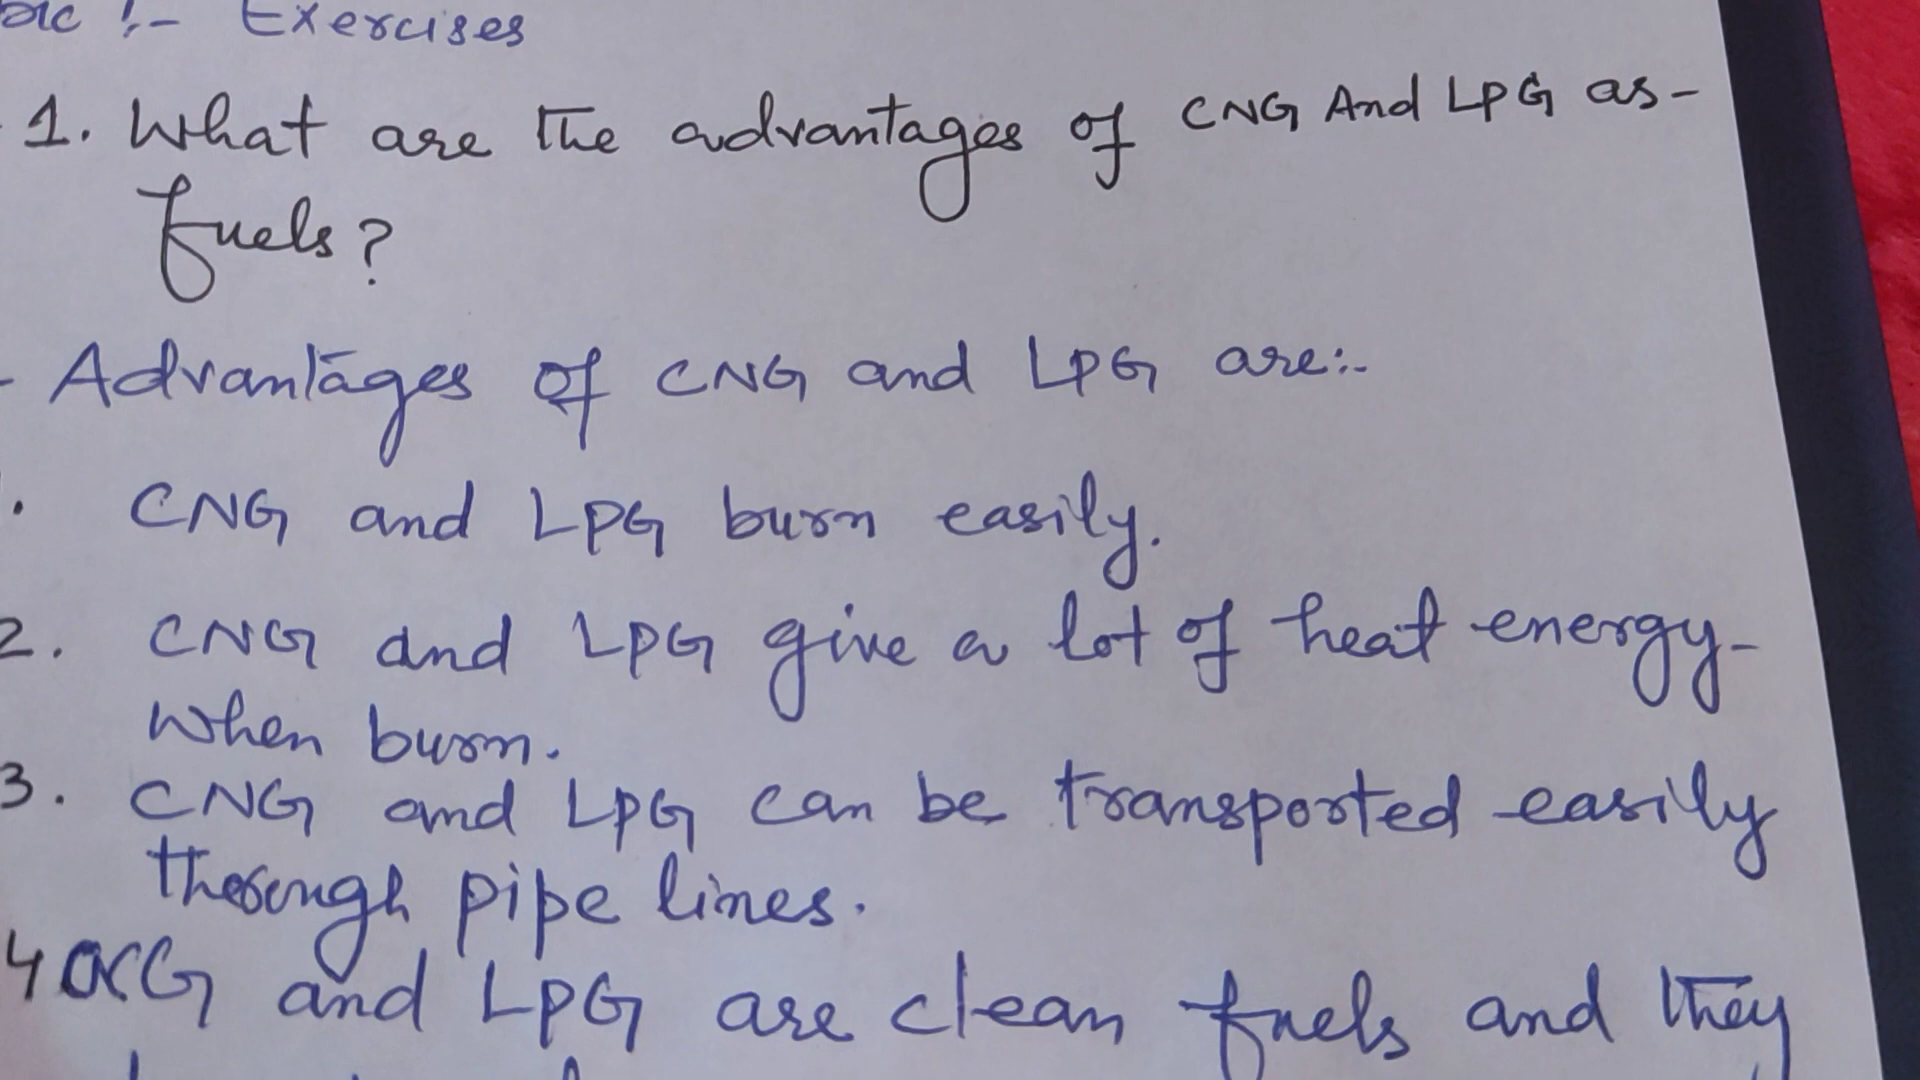 :- Exercises
1. What are the advantages of CNG And LPG as-
fuels?
- Advantages of CNG and LPG are:-
. CNG and LPG burn easily.
2. CNG and LPG give a lot of heat energy-
When burn.
3. CNG and LPG can be transported easily
through pipe lines.
4 and LPG are clean fuels and they